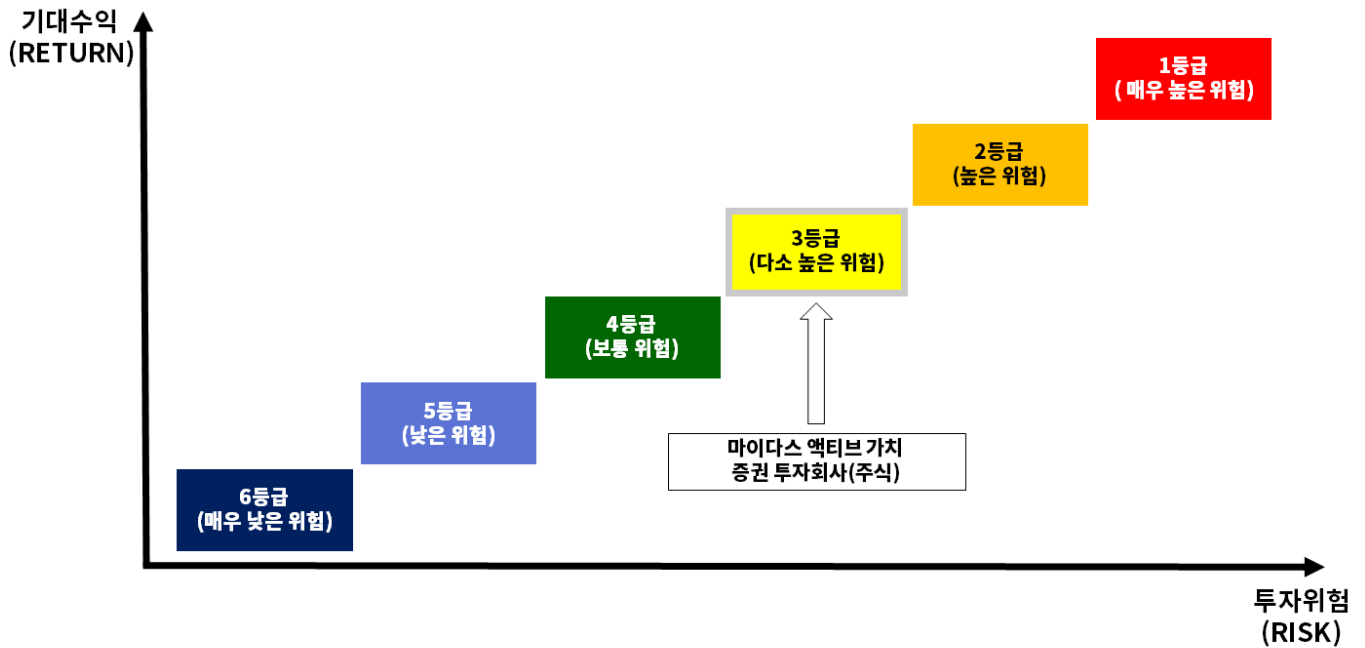 기대수익
(RETURN)
1등급
( 매우 높은 위험)
2등급
(높은 위험)
3등급
(다소 높은 위험)
4등급
(보통 위험)
5등급
(낮은 위험)
6등급
(매우 낮은 위험)
마이다스 액티브 가치
증권 투자회사(주식)
투자위험
(RISK)